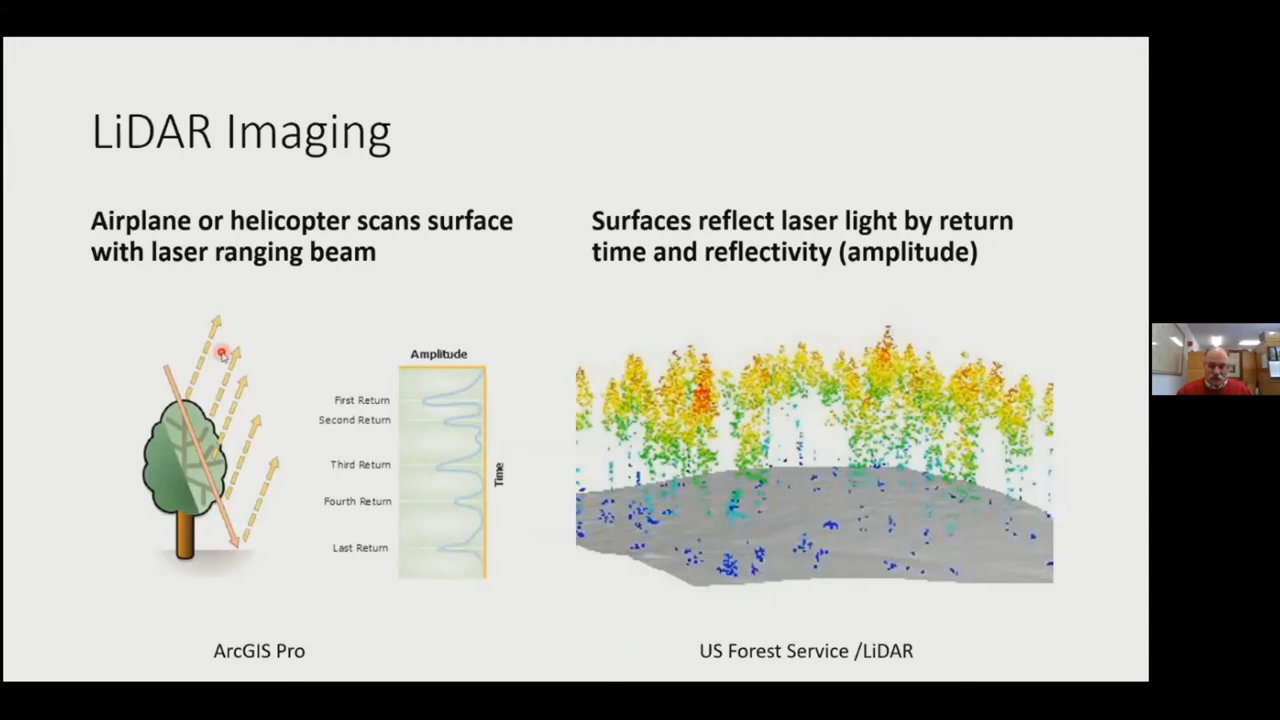 LiDAR Imaging
Airplane or helicopter scans surface
with laser ranging beam
Surfaces reflect laser light by return
time and reflectivity (amplitude)
Amplitude
First Return
Second Return
Third Return
Fourth Return
Last Return
Time
ArcGIS Pro
US Forest Service /LiDAR